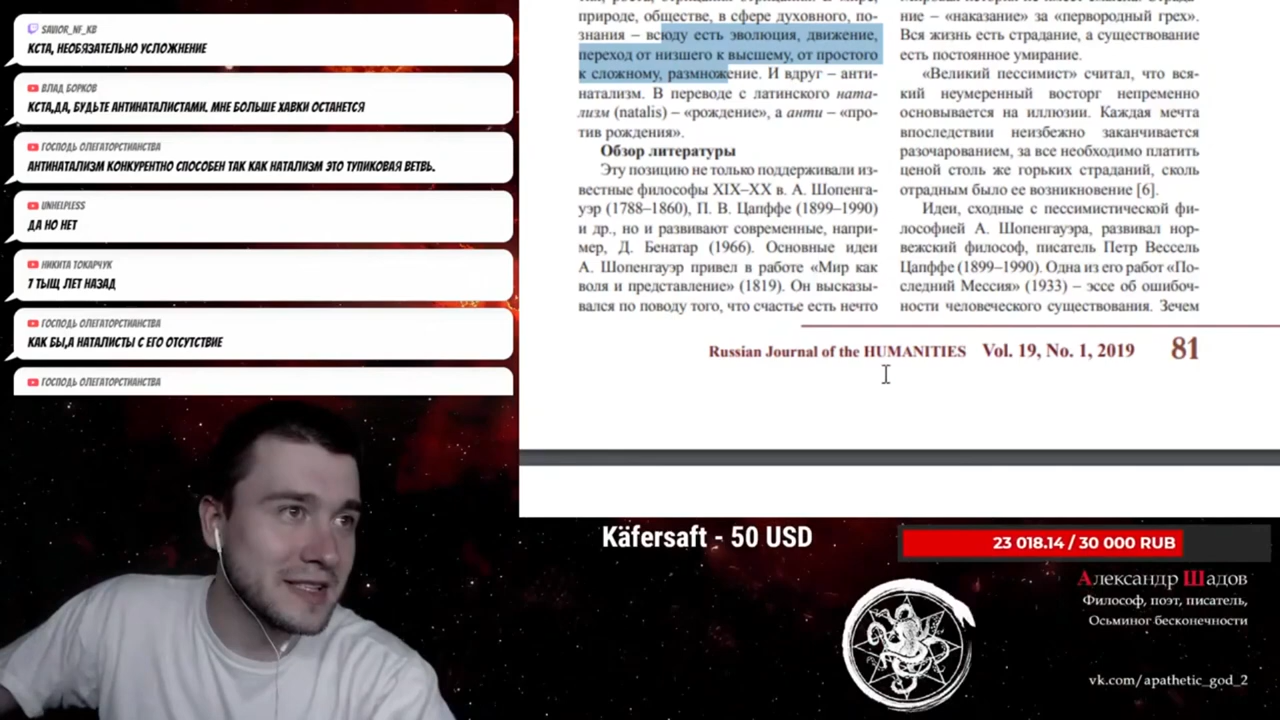 SAVIOR_NF_KB
КСТА, НЕОБЯЗАТЕЛЬНО УСЛОЖНЕНИЕ
ВЛАД БОРКОВ
КСТА,ДА, БУДЬТЕ АНТИНАТАЛИСТАМИ. МНЕ БОЛЬШЕ ХАВКИ ОСТАНЕТСЯ
ГОСПОДЬ ОЛЕГАТОРСТИАНСТВА
АНТИНАТАЛИЗМ КОНКУРЕНТНО СПОСОБЕН ТАК КАК НАТАЛИЗМ ЭТО ТУПИКОВАЯ ВЕТВЬ.
UNHELPLESS
ДА НО НЕТ
НИКИТА ТОКАРЧУК
7 ТЫЩ ЛЕТ НАЗАД
ГОСПОДЬ ОЛЕГАТОРСТИАНСТВА
КАК БЫ,А НАТАЛИСТЫ С ЕГО ОТСУТСТВИЕ
ГОСПОДЬ ОЛЕГАТОРСТИАНСТВА
природе, обществе, в сфере духовного, по-
знания – всюду есть эволюция, движение,
переход от низшего к высшему, от простого
к сложному, размножение. И вдруг – анти-
натализм. В переводе с латинского ната-
лизм (natalis) – «рождение», а анти – «про-
тив рождения».
Обзор литературы
Эту позицию не только поддерживали из-
вестные философы XIX–XX в. А. Шопенга-
уэр (1788–1860), П. В. Цапффе (1899–1990)
и др., но и развивают современные, напри-
мер, Д. Бенатар (1966). Основные идеи
А. Шопенгауэр привел в работе «Мир как
воля и представление» (1819). Он высказы-
вался по поводу того, что счастье есть нечто
ние – «наказание» за «первородный грех».
Вся жизнь есть страдание, а существование
есть постоянное умирание.
«Великий пессимист» считал, что вся-
кий неумеренный восторг непременно
основывается на иллюзии. Каждая мечта
впоследствии неизбежно заканчивается
разочарованием, за все необходимо платить
ценой столь же горьких страданий, сколь
отрадным было ее возникновение [6].
Идеи, сходные с пессимистической фи-
лософией А. Шопенгауэра, развивал нор-
вежский философ, писатель Петр Вессель
Цапффе (1899–1990). Одна из его работ «По-
следний Мессия» (1933) – эссе об ошибоч-
ности человеческого существования. Зачем
Russian Journal of the HUMANITIES Vol. 19, No. 1, 2019 81
Käfersaft - 50 USD
23 018.14 / 30 000 RUB
Александр Шадов
Философ, поэт, писатель,
Осьминог бесконечности
vk.com/apathetic_god_2